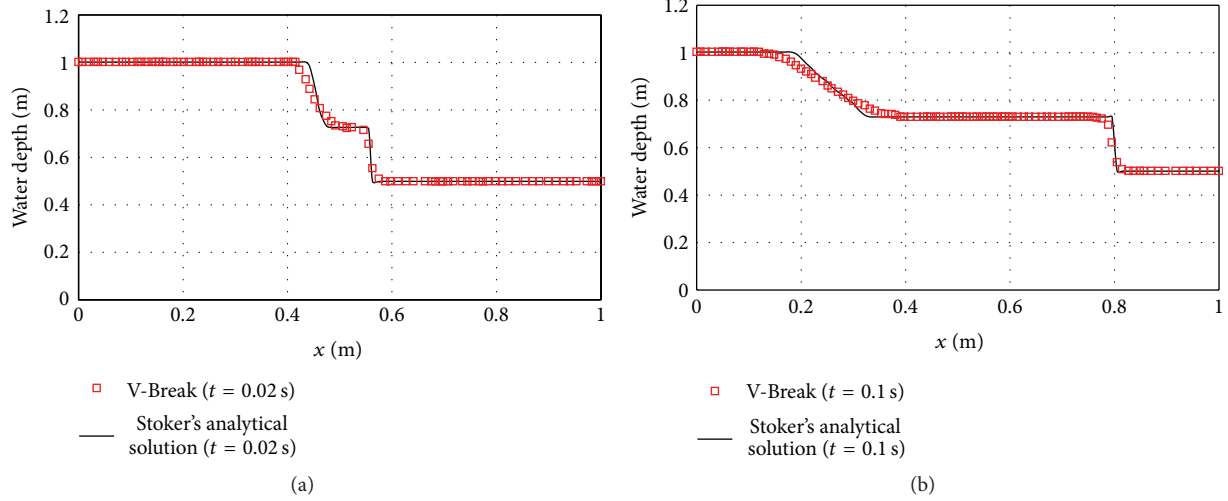 1.2
1
0.8
0.6
0.4
0.2
0
Water depth (m)
0 0.2 0.4 0.6 0.8 1
x (m)
V-Break (t = 0.02 s)
Stoker's analytical
solution (t = 0.02 s)
(a)
1.2
1
0.8
0.6
0.4
0.2
0
Water depth (m)
0 0.2 0.4 0.6 0.8 1
x (m)
V-Break (t = 0.1 s)
Stoker's analytical
solution (t = 0.1 s)
(b)